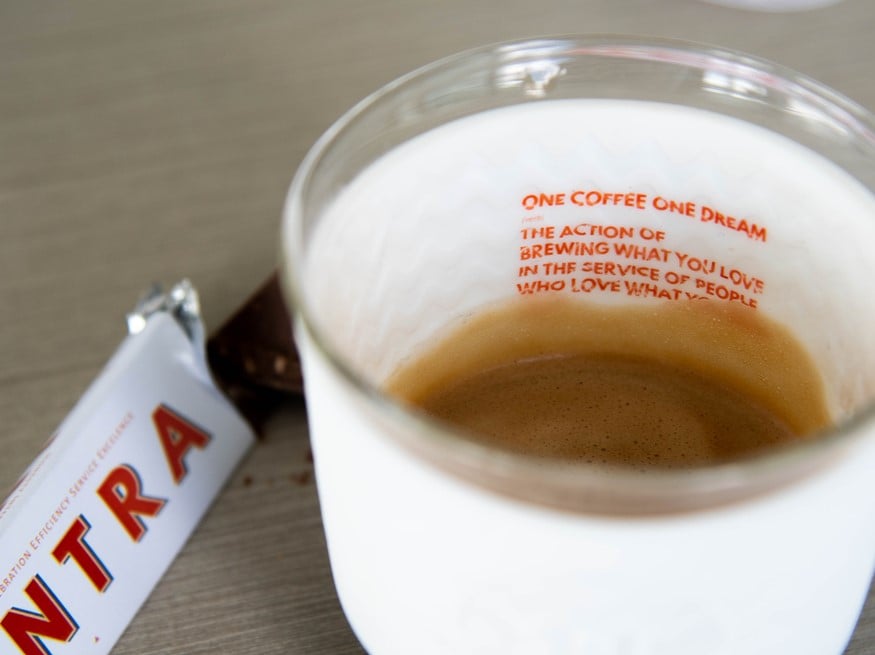 ONE COFFEE ONE DREAM
THE ACTION OF
BREWING WHAT YOU LOVE
IN THE SERVICE OF PEOPLE
WHO LOVE WHAT
EFFICIENCY SERVICE EXCELENCE
NTRA